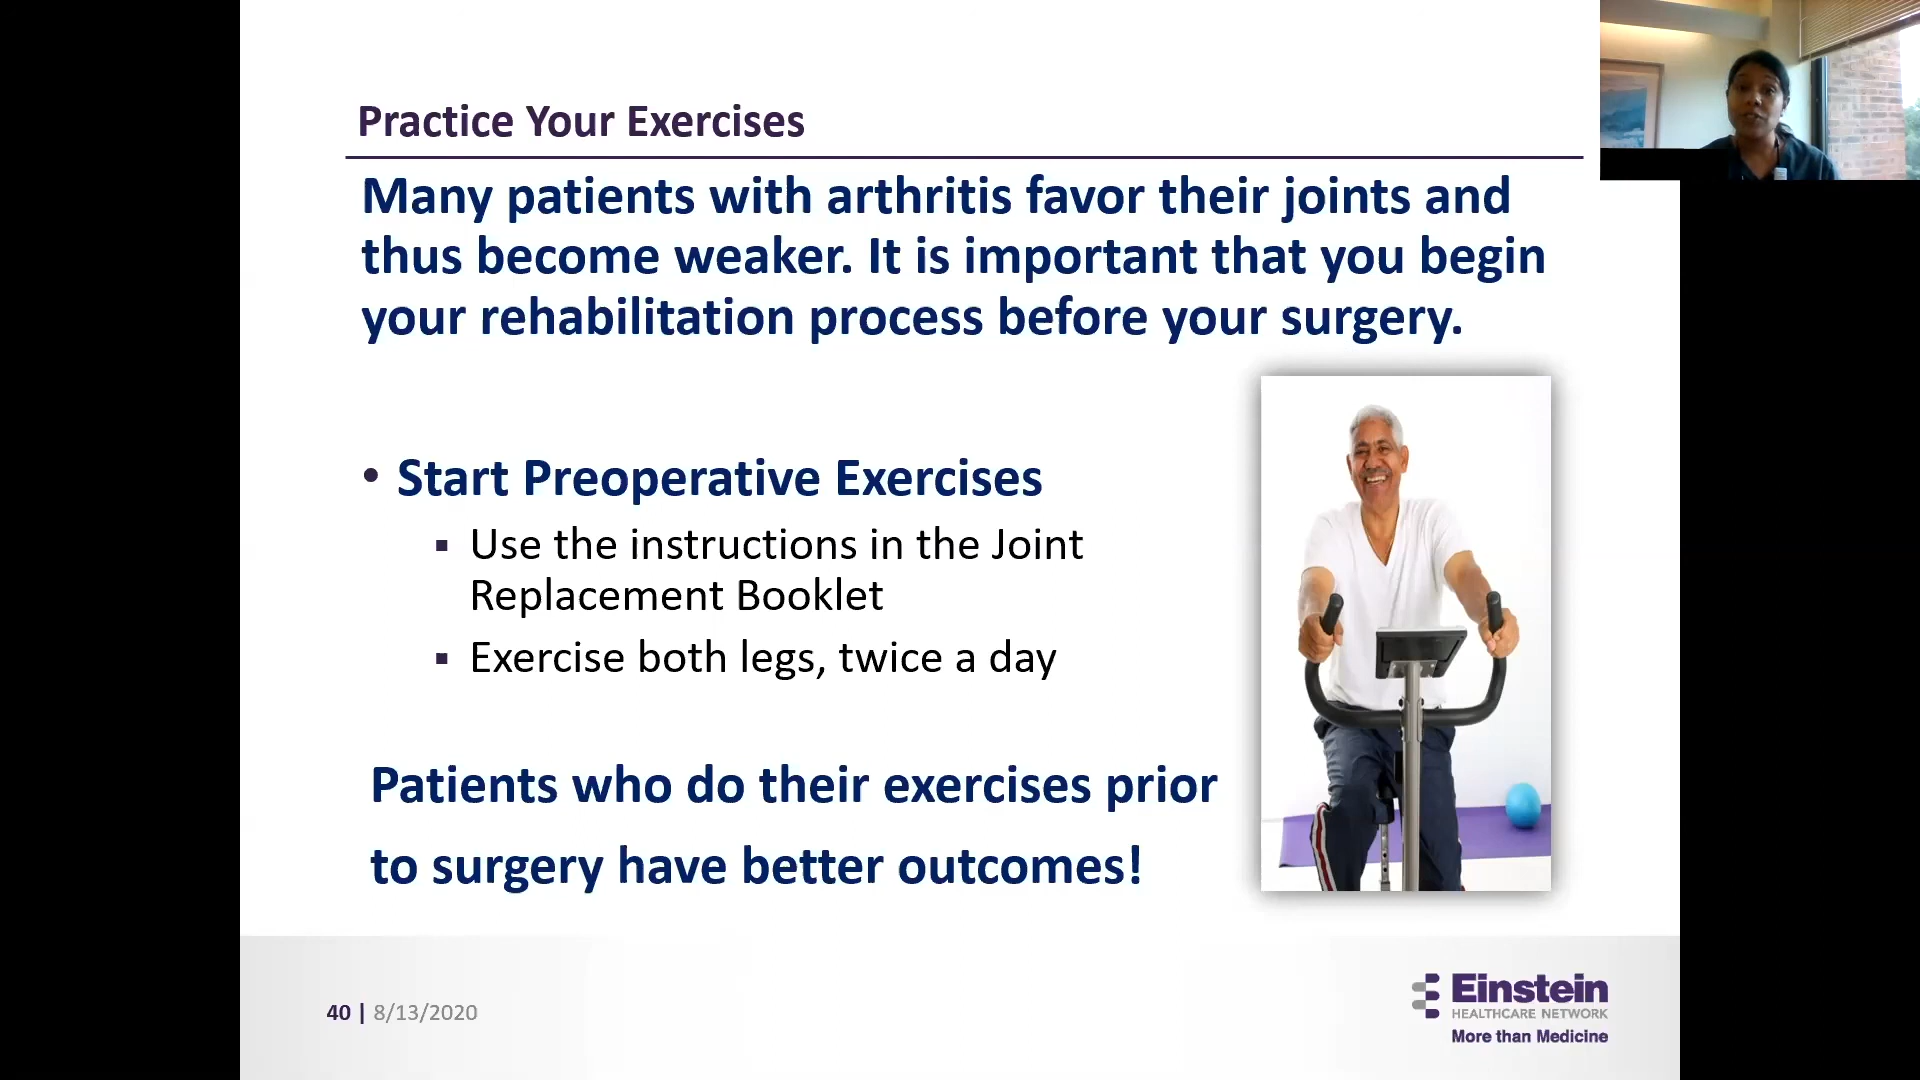 Practice Your Exercises
Many patients with arthritis favor their joints and
thus become weaker. It is important that you begin
your rehabilitation process before your surgery.
• Start Preoperative Exercises
▪ Use the instructions in the Joint
Replacement Booklet
▪ Exercise both legs, twice a day
Patients who do their exercises prior
to surgery have better outcomes!
40 | 8/13/2020
Einstein
HEALTHCARE NETWORK
More than Medicine